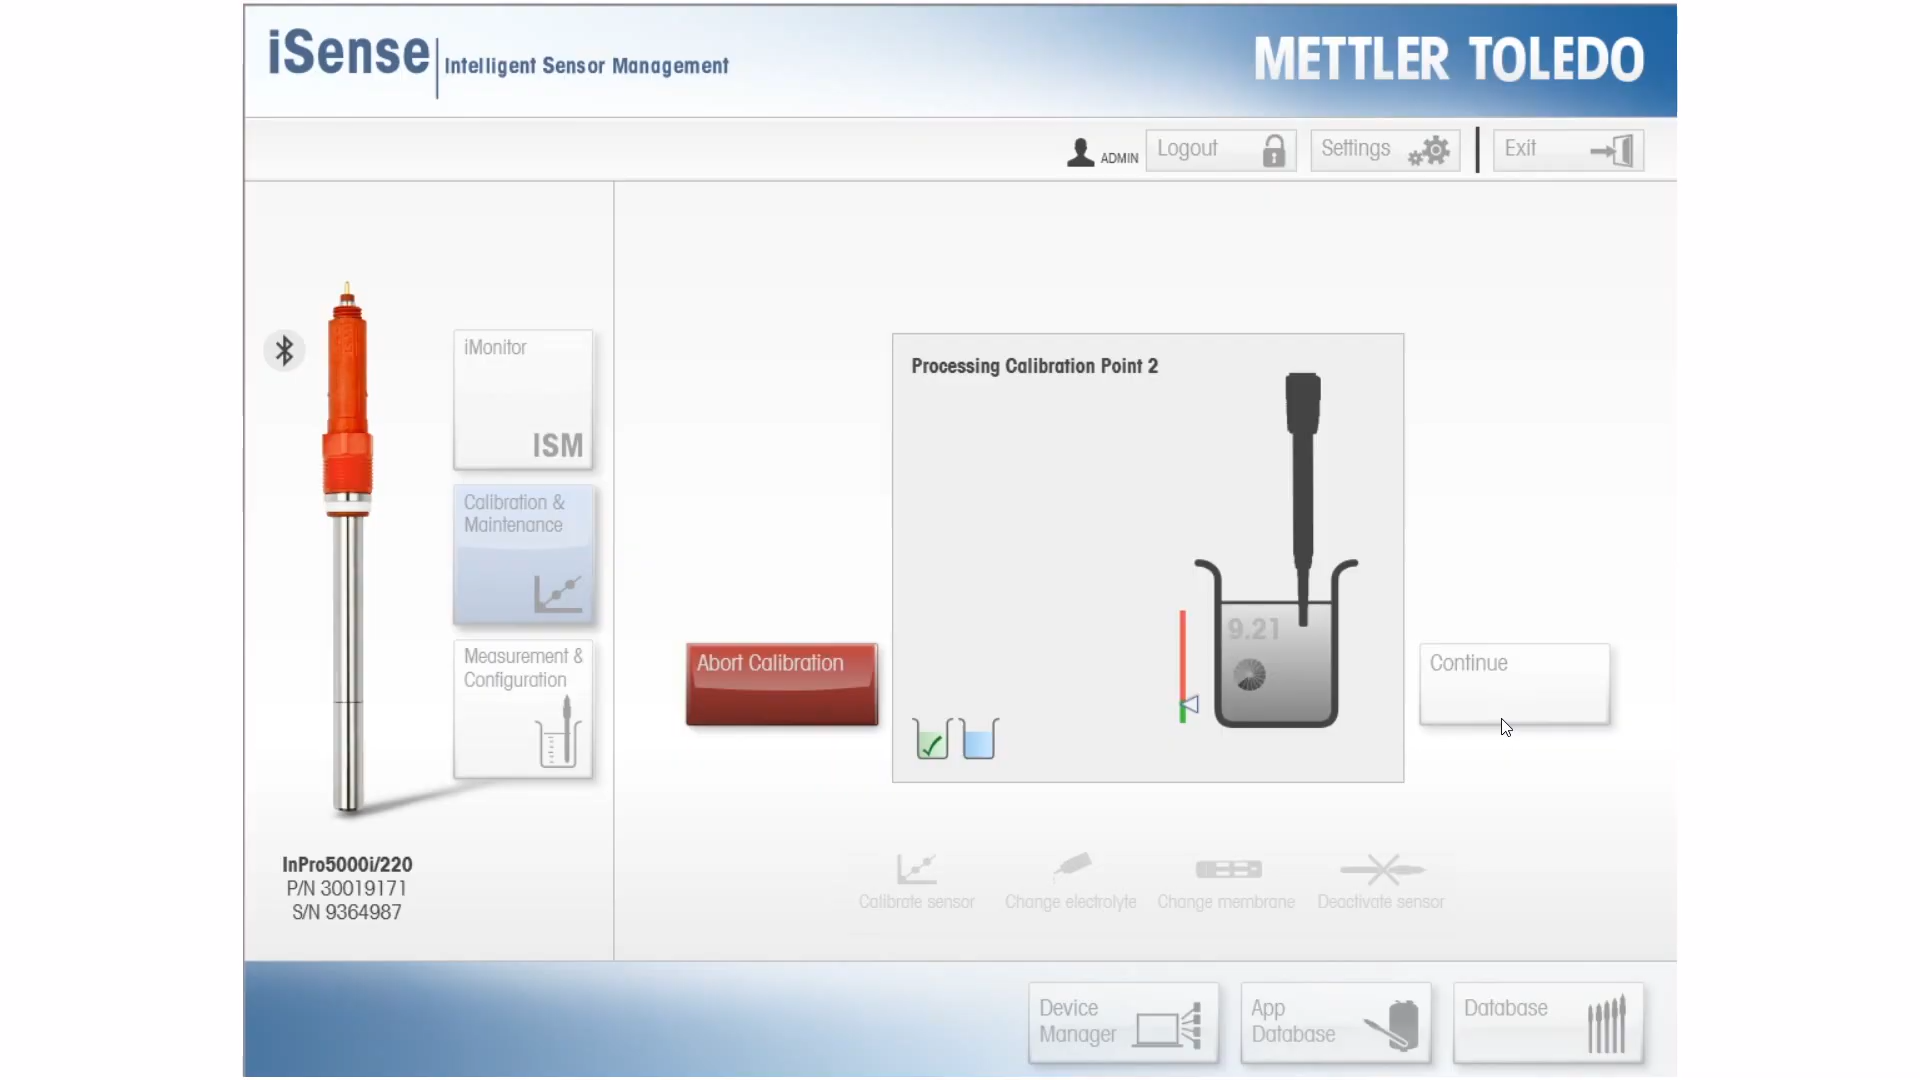 iSense Intelligent Sensor Management
METTLER TOLEDO
ADMIN
Logout
Settings
Exit
iMonitor
ISM
Calibration &
Maintenance
Measurement &
Configuration
InPro5000i/220
P/N 30019171
S/N 9364987
Processing Calibration Point 2
9.21
Abort Calibration
Continue
Calibrate sensor
Change electrolyte
Change membrane
Deactivate sensor
Device
Manager
App
Database
Database